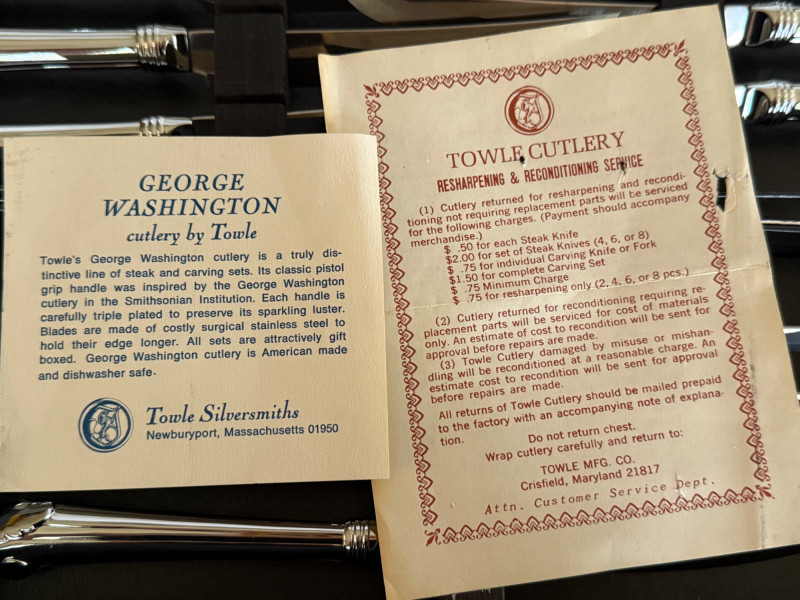 GEORGE
WASHINGTON
cutlery by Towle
Towle's George Washington cutlery is a truly dis-
tinctive line of steak and carving sets. Its classic pistol
grip handle was inspired by the George Washington
cutlery in the Smithsonian Institution. Each handle is
carefully triple plated to preserve its sparkling luster.
Blades are made of costly surgical stainless steel to
hold their edge longer. All sets are attractively gift
boxed. George Washington cutlery is American made
and dishwasher safe.
Towle Silversmiths
Newburyport, Massachusetts 01950
TOWLE CUTLERY
RESHARPENING & RECONDITIONING SERVICE
(1) Cutlery returned for resharpening and recondi-
tioning not requiring replacement parts will be serviced
for the following charges. (Payment should accompany
merchandise.)
$ .50 for each Steak Knife
$2.00 for set of Steak Knives (4, 6, or 8)
$ .75 for individual Carving Knife or Fork
$1.50 for complete Carving Set
$ .75 Minimum Charge
$ .75 for resharpening only (2, 4, 6, or 8 pcs.)
(2) Cutlery returned for reconditioning requiring re-
placement parts will be serviced for cost of materials
only. An estimate of cost to recondition will be sent for
approval before repairs are made.
(3) Towle Cutlery damaged by misuse or mishan-
dling will be reconditioned at a reasonable charge. An
estimate cost to recondition will be sent for approval
before repairs are made.
All returns of Towle Cutlery should be mailed prepaid
to the factory with an accompanying note of explana-
tion.
Do not return chest.
Wrap cutlery carefully and return to:
TOWLE MFG. CO.
Crisfield, Maryland 21817
Attn. Customer Service Dept.